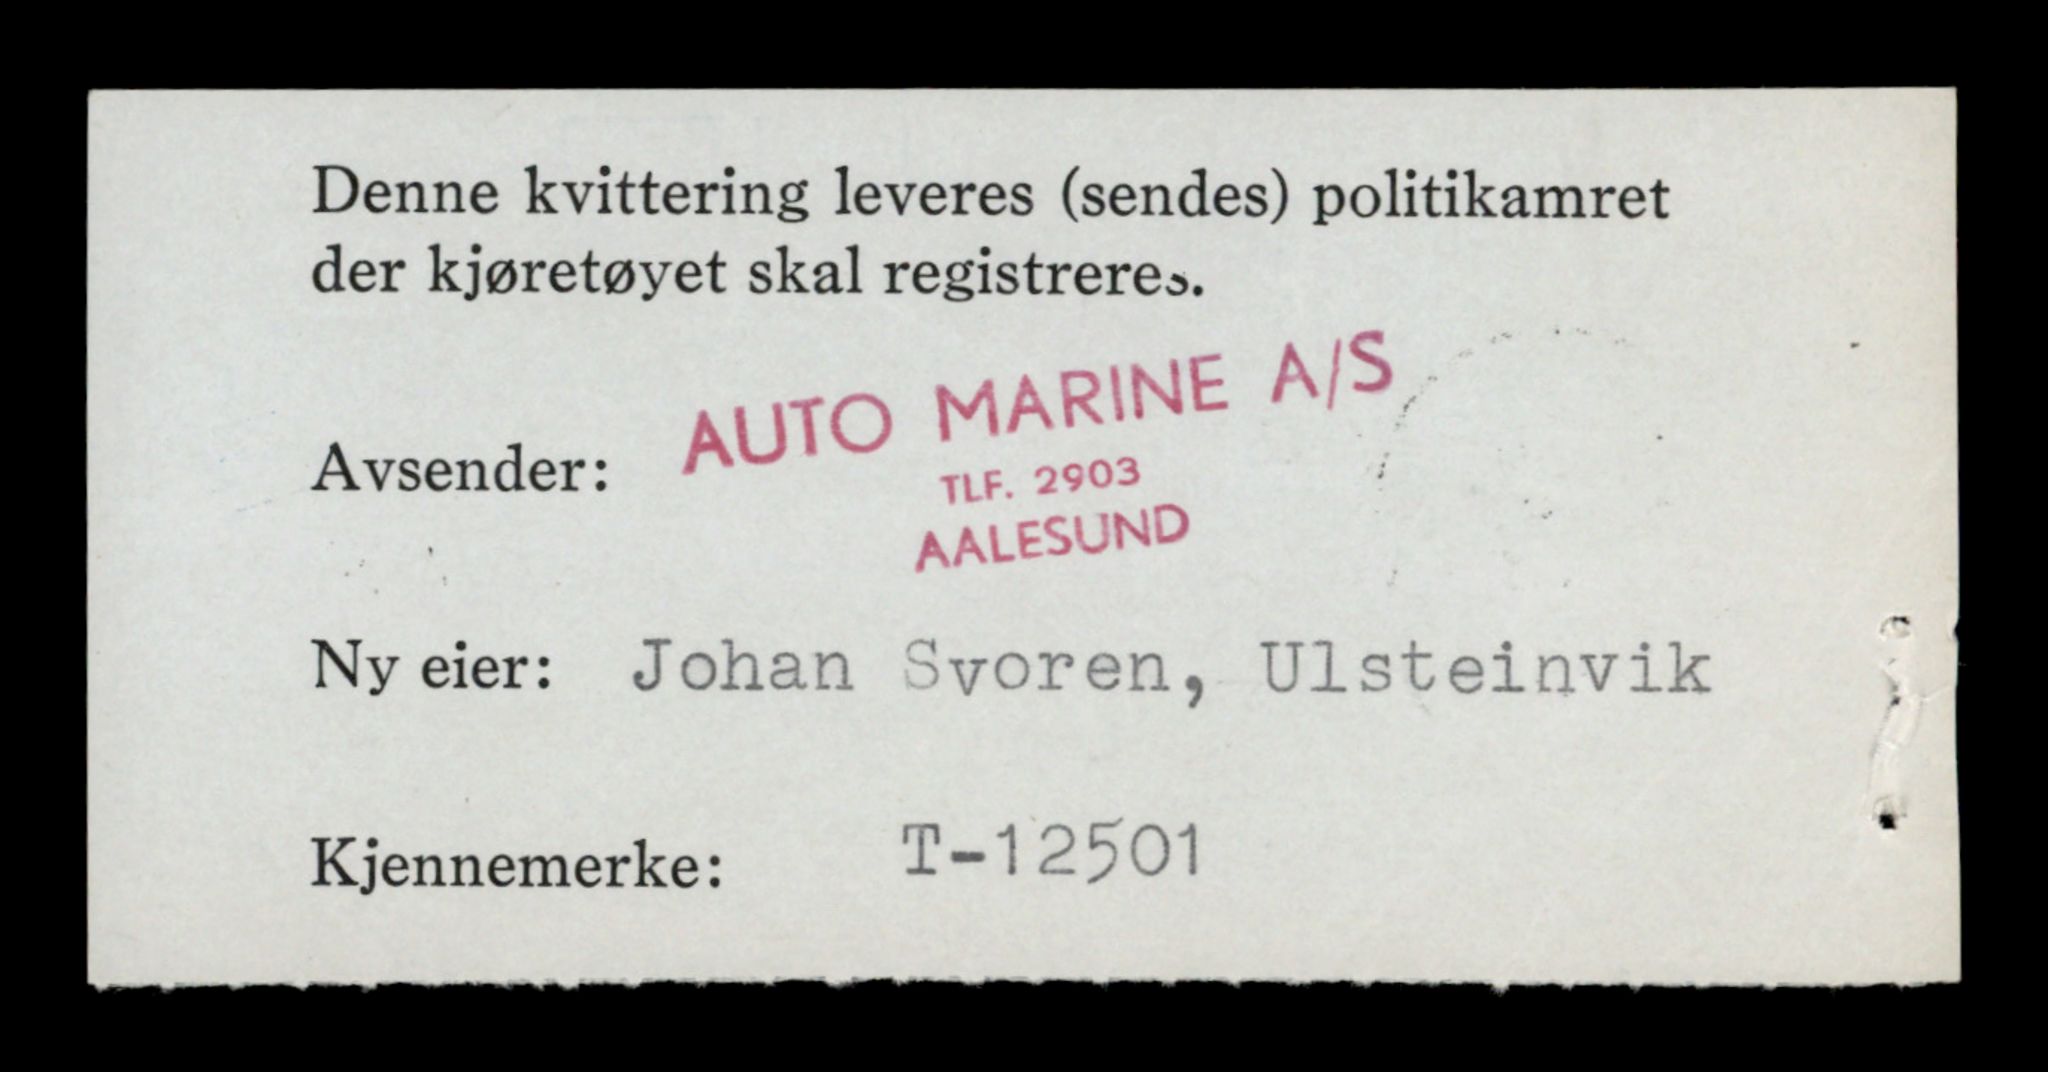 Denne kvittering leveres (sendes) politikamret
der kjøretøyet skal registreres.
AUTO MARINE A/S
Avsender:
TLF. 2903
AALESUND
Ny eier: Johan Svoren, Ulsteinvik
Kjennemerke: T-12501